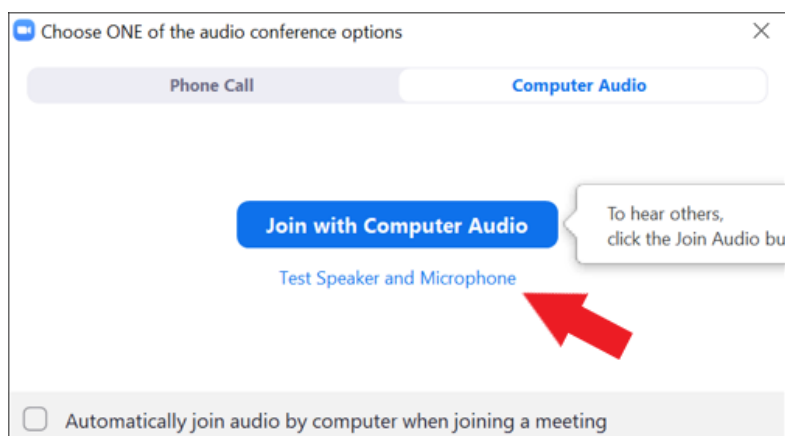 Choose ONE of the audio conference options
Phone Call
Computer Audio
Join with Computer Audio
To hear others,
click the Join Audio
Test Speaker and Microphone
Automatically join audio by computer when joining a meeting